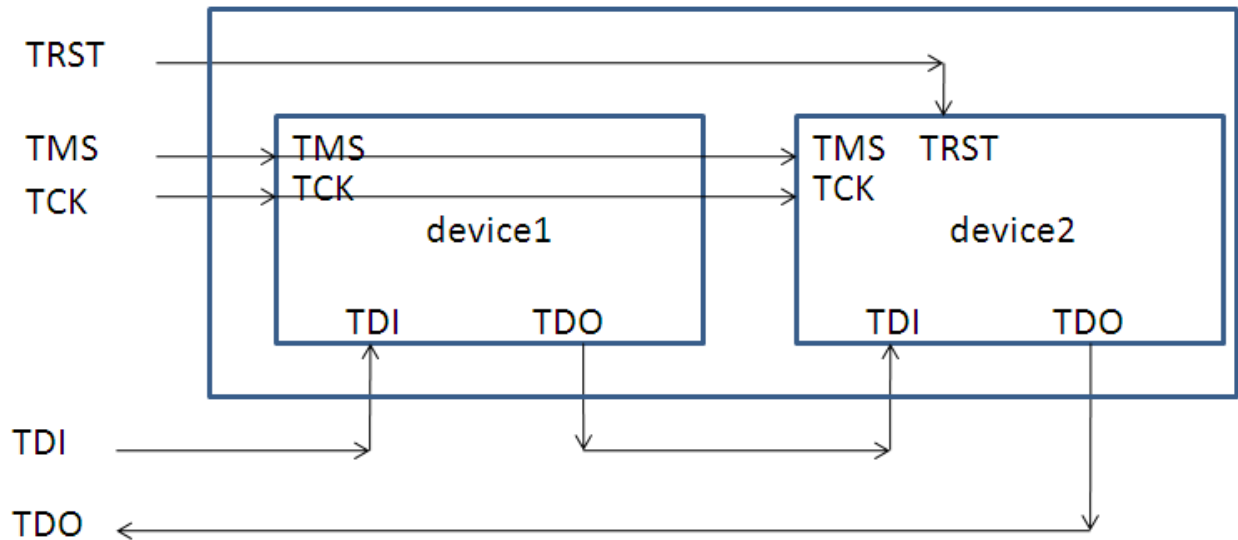 TRST
TMS
TMS
TMS
TRST
TCK
TCK
TCK
device1
device2
TDI
TDO
TDI
TDO
TDI
TDO